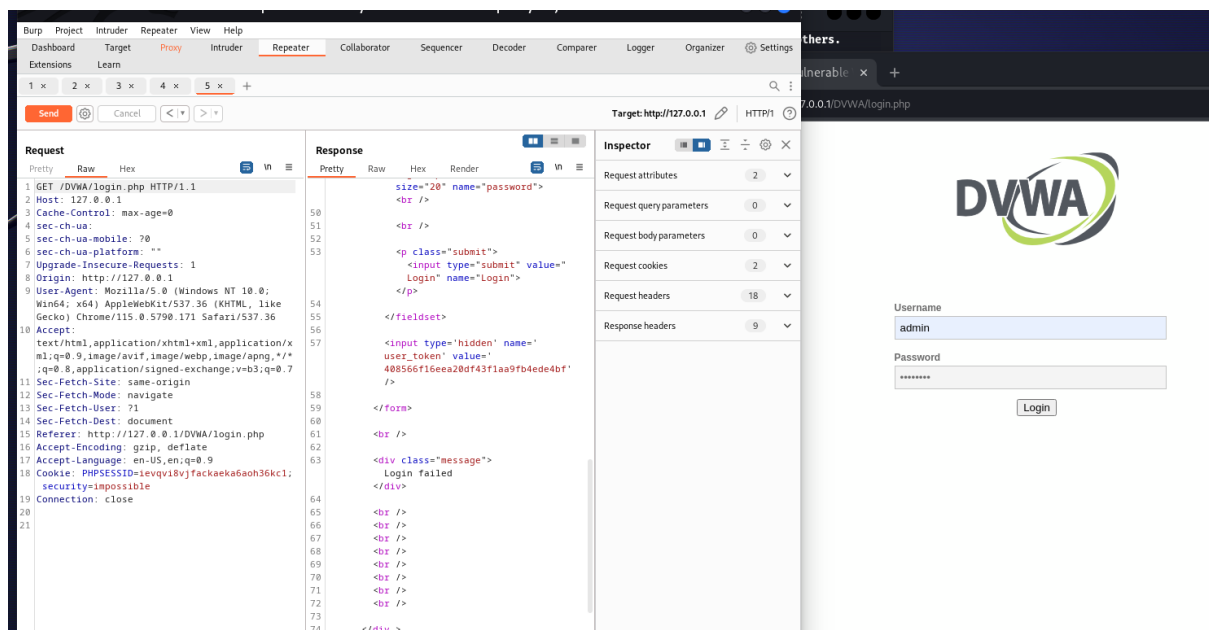 Burp Project Intruder Repeater View Help
Dashboard Target Proxy Intruder Repeater Collaborator Sequencer Decoder Comparer Logger Organizer Settings
Extensions Learn
1 × 2 × 3 × 4 × 5 × +
Send Cancel < > Target: http://127.0.0.1 HTTP/1
Request
Pretty Raw Hex \n
1 GET /DVWA/login.php HTTP/1.1
2 Host: 127.0.0.1
3 Cache-Control: max-age=0
4 sec-ch-ua:
5 sec-ch-ua-mobile: ?0
6 sec-ch-ua-platform: ""
7 Upgrade-Insecure-Requests: 1
8 Origin: http://127.0.0.1
9 User-Agent: Mozilla/5.0 (Windows NT 10.0;
Win64; x64) AppleWebKit/537.36 (KHTML, like
Gecko) Chrome/115.0.5790.171 Safari/537.36
10 Accept:
text/html,application/xhtml+xml,application/x
ml;q=0.9,image/avif,image/webp,image/apng,*/*
;q=0.8,application/signed-exchange;v=b3;q=0.7
11 Sec-Fetch-Site: same-origin
12 Sec-Fetch-Mode: navigate
13 Sec-Fetch-User: ?1
14 Sec-Fetch-Dest: document
15 Referer: http://127.0.0.1/DVWA/login.php
16 Accept-Encoding: gzip, deflate
17 Accept-Language: en-US,en;q=0.9
18 Cookie: PHPSESSID=ievqvi8vjfackaeka6aoh36kc1;
security=impossible
19 Connection: close
20
21
Response
Pretty Raw Hex Render \n
size="20" name="password">
<br />
50
51 <br />
52
53 <p class="submit">
<input type="submit" value="
Login" name="Login">
</p>
54
55 </fieldset>
56
57 <input type='hidden' name='
user_token' value='
408566f16eea20df43f1aa9fb4ede4bf'
/>
58
59 </form>
60
61 <br />
62
63 <div class="message">
Login failed
</div>
64
65 <br />
66 <br />
67 <br />
68 <br />
69 <br />
70 <br />
71 <br />
72 <br />
73
74 </div >
Inspector
Request attributes 2
Request query parameters 0
Request body parameters 0
Request cookies 2
Request headers 18
Response headers 9
thers.
ulnerable × +
7.0.0.1/DVWA/login.php
DVWA
Username
admin
Password
••••••••
Login